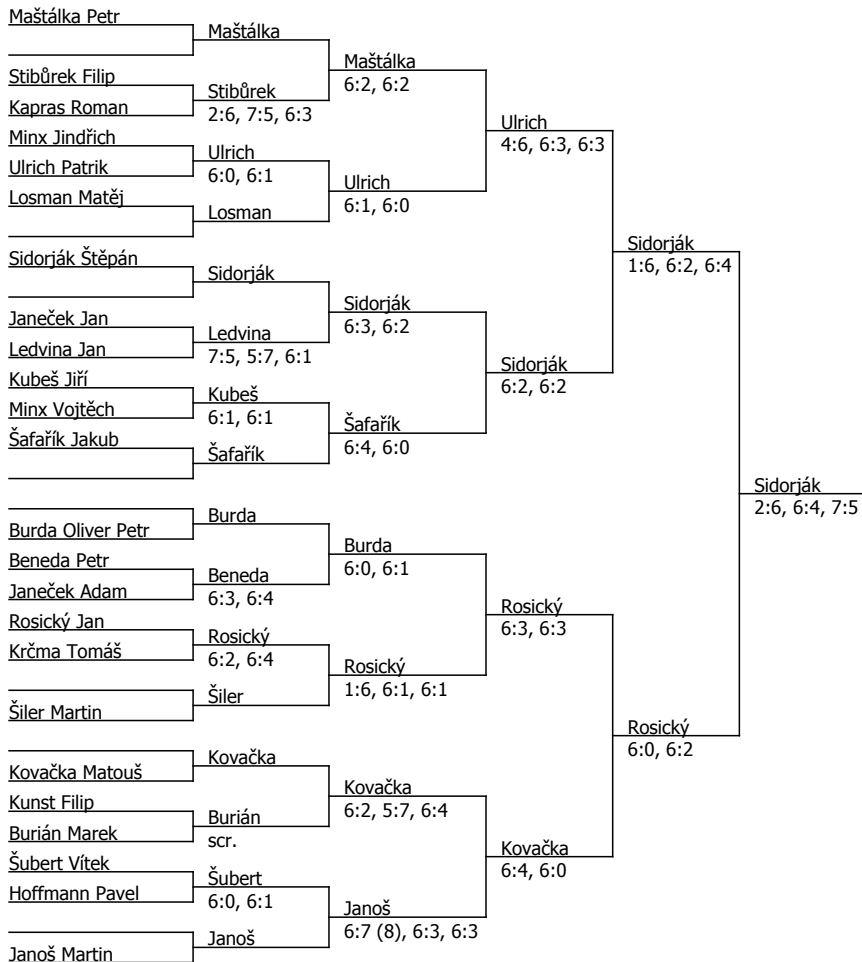 Maštálka Petr
Maštálka
Maštálka
6:2, 6:2
Stibůrek Filip
Stibůrek
Kapras Roman
2:6, 7:5, 6:3
Ulrich
4:6, 6:3, 6:3
Minx Jindřich
Ulrich
Ulrich Patrik
6:0, 6:1
Ulrich
6:1, 6:0
Losman Matěj
Losman
Sidorják
1:6, 6:2, 6:4
Sidorják Štěpán
Sidorják
Sidorják
6:3, 6:2
Janeček Jan
Ledvina
Ledvina Jan
7:5, 5:7, 6:1
Sidorják
6:2, 6:2
Kubeš Jiří
Kubeš
Minx Vojtěch
6:1, 6:1
Šafařík
6:4, 6:0
Šafařík Jakub
Šafařík
Sidorják
2:6, 6:4, 7:5
Burda
Burda Oliver Petr
Burda
6:0, 6:1
Beneda Petr
Beneda
Janeček Adam
6:3, 6:4
Rosický
6:3, 6:3
Rosický Jan
Rosický
Krčma Tomáš
6:2, 6:4
Rosický
1:6, 6:1, 6:1
Šiler
Šiler Martin
Rosický
6:0, 6:2
Kovačka
Kovačka Matouš
Kovačka
6:2, 5:7, 6:4
Kunst Filip
Burián
Burián Marek
scr.
Kovačka
6:4, 6:0
Šubert Vítek
Šubert
Hoffmann Pavel
6:0, 6:1
Janoš
6:7 (8), 6:3, 6:3
Janoš
Janoš Martin